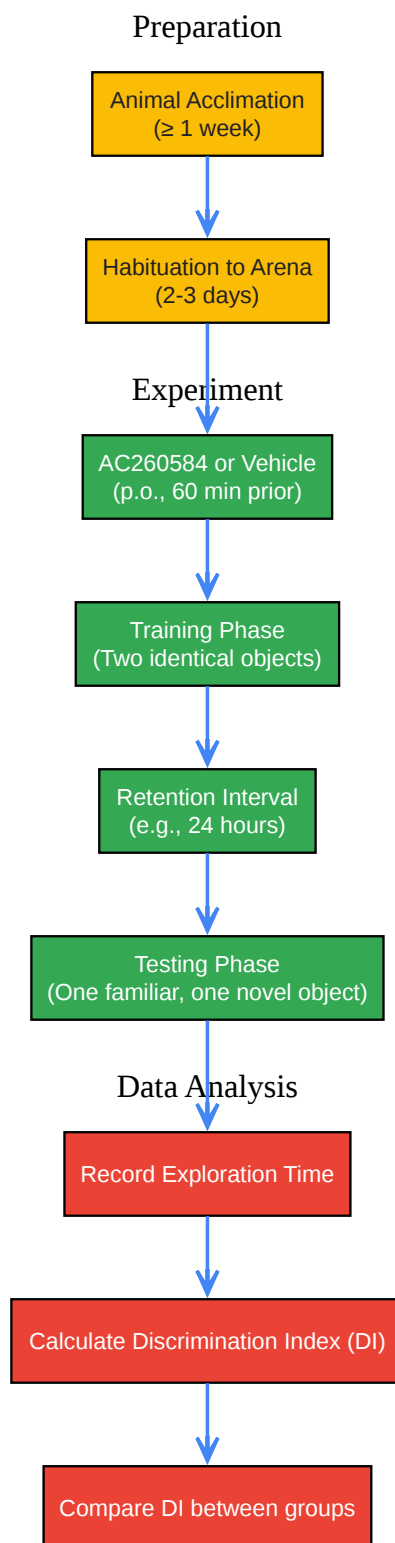 Preparation
Animal Acclimation
(≥ 1 week)
Habituation to Arena
(2-3 days)
Experiment
AC260584 or Vehicle
(p.o., 60 min prior)
Training Phase
(Two identical objects)
Retention Interval
(e.g., 24 hours)
Testing Phase
(One familiar, one novel object)
Data Analysis
Record Exploration Time
Calculate Discrimination Index (DI)
Compare DI between groups